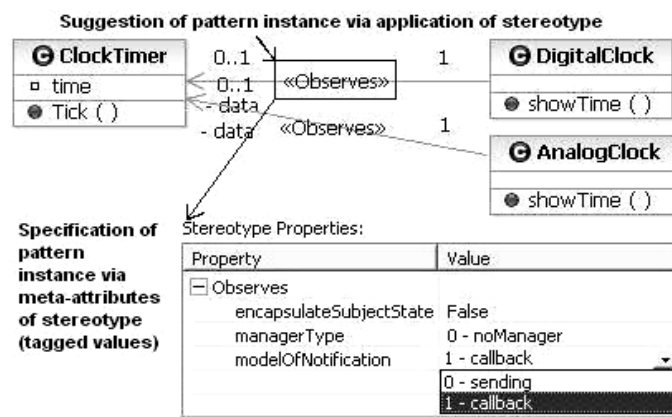 Suggestion of pattern instance via application of stereotype
ClockTimer
time
Tick ( )
0..1
0..1
- data
- data
«Observes»
«Observes»
1
1
DigitalClock
showTime ( )
AnalogClock
showTime ( )
Specification of
pattern
instance via
meta-attributes
of stereotype
(tagged values)
Stereotype Properties:
Property Value
Observes
encapsulateSubjectState False
managerType 0 - noManager
modelOfNotification 1 - callback
0 - sending
1 - callback